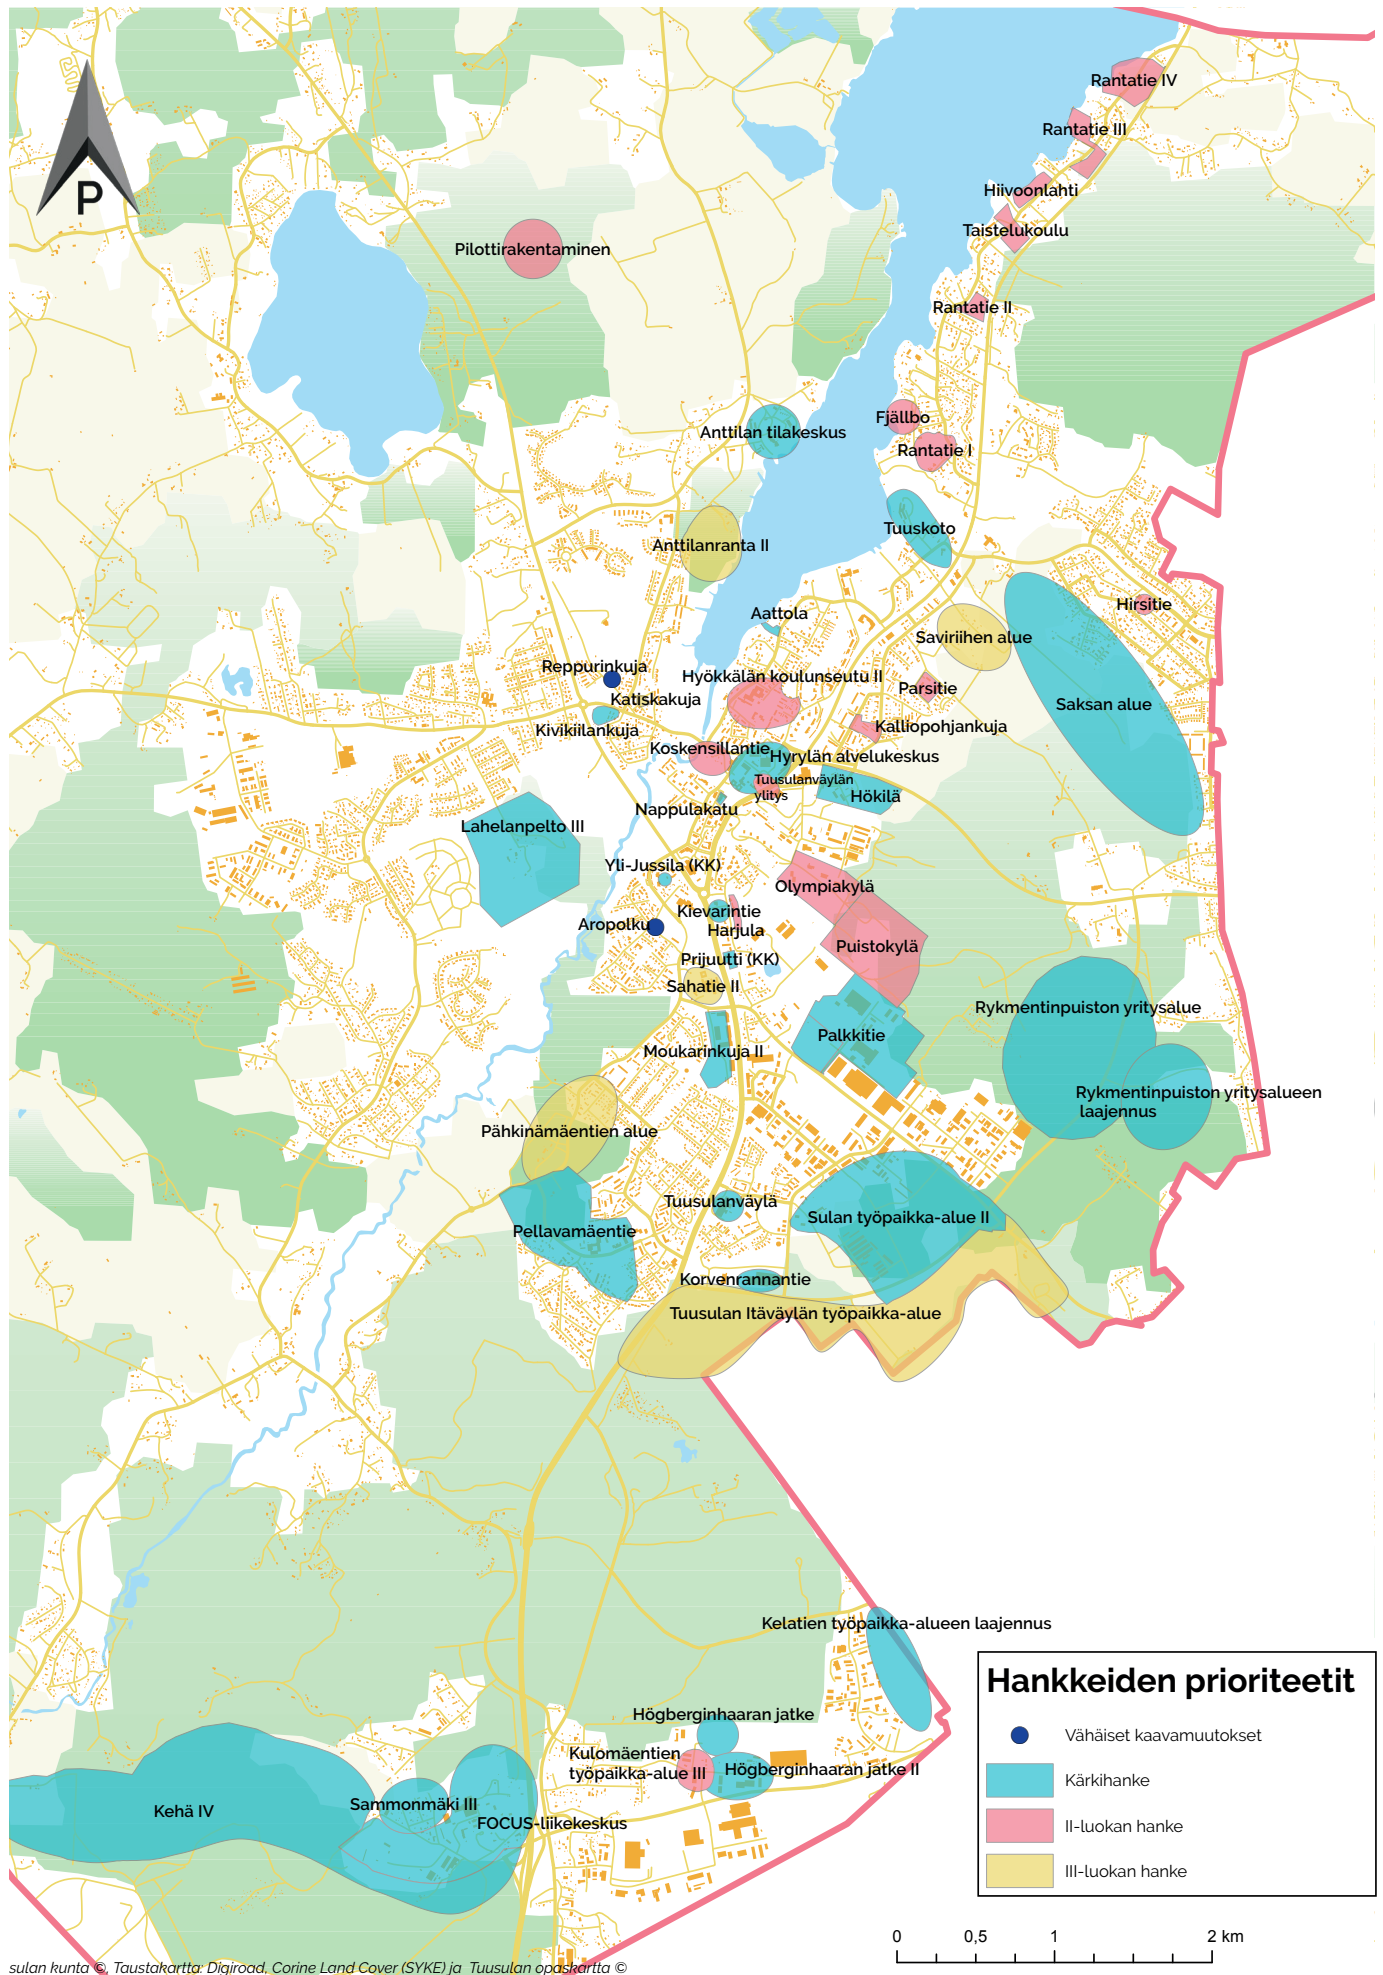 Rantatie IV
Rantatie III
Hiivoonlahti
Taistelukoulu
Rantatie II
P
Pilottirakentaminen
Fjällbo
Anttilan tilakeskus
Rantatie I
Tuuskoto
Anttilanranta II
Hirsitie
Aattola
Saviriihen alue
Reppurinkuja
Hyökkälän koulunseutu II
Parsitie
Katiskakuja
Saksan alue
Kivikiilankuja
Kalliopohjankuja
Koskensillantie
Hyrylän alvelukeskus
Tuusulanväylän
ylitys
Hökilä
Nappulakatu
Lahelanpelto III
Yli-Jussila (KK)
Olympiakylä
Kievarintie
Aropolku
Harjula
Puistokylä
Prijuutti (KK)
Sahatie II
Rykmentinpuiston yritysalue
Palkkitie
Moukarinkuja II
Rykmentinpuiston yritysalueen
laajennus
Pähkinämäentien alue
Tuusulanväylä
Sulan työpaikka-alue II
Pellavamäentie
Korvenrannantie
Tuusulan Itäväylän työpaikka-alue
Kelatien työpaikka-alueen laajennus
Högberginhaaran jatke
Kulomäentien
työpaikka-alue III
Högberginhaaran jatke II
Sammonmäki III
Kehä IV
FOCUS-liikekeskus
Hankkeiden prioriteetit
Vähäiset kaavamuutokset
Kärkihanke
II-luokan hanke
III-luokan hanke
0 0,5 1 2 km
sulan kunta ©, Taustakartta: Digiroad, Corine Land Cover (SYKE) ja Tuusulan opaskartta ©